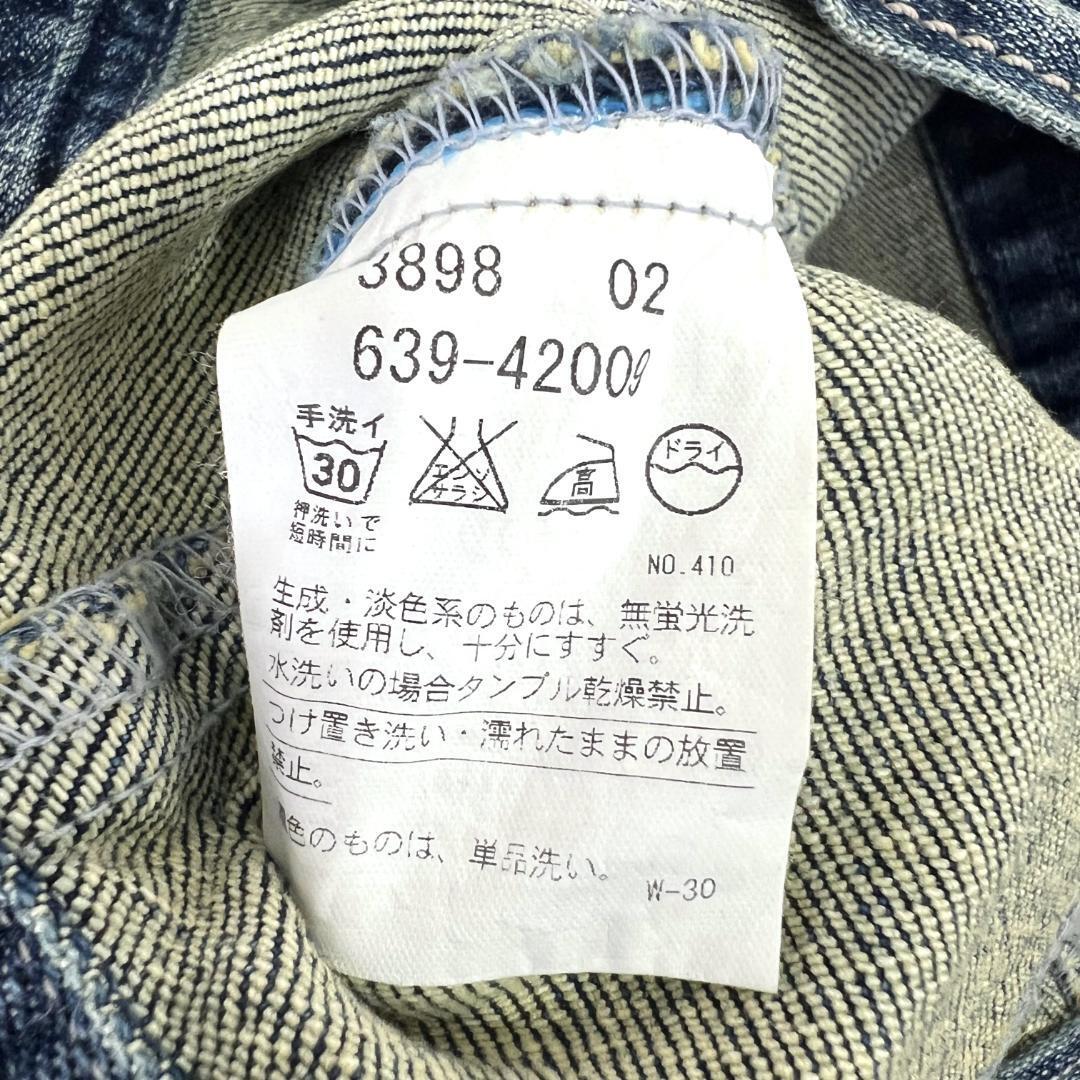 3898 02
639-42009
手洗イ
30
押洗いで
短時間に
エンソ
サラシ
高
ドライ
NO.410
生成・淡色系のものは、無蛍光洗
剤を使用し、十分にすすぐ。
水洗いの場合タンブル乾燥禁止。
つけ置き洗い・濡れたままの放置
禁止。
色のものは、単品洗い。
W-30